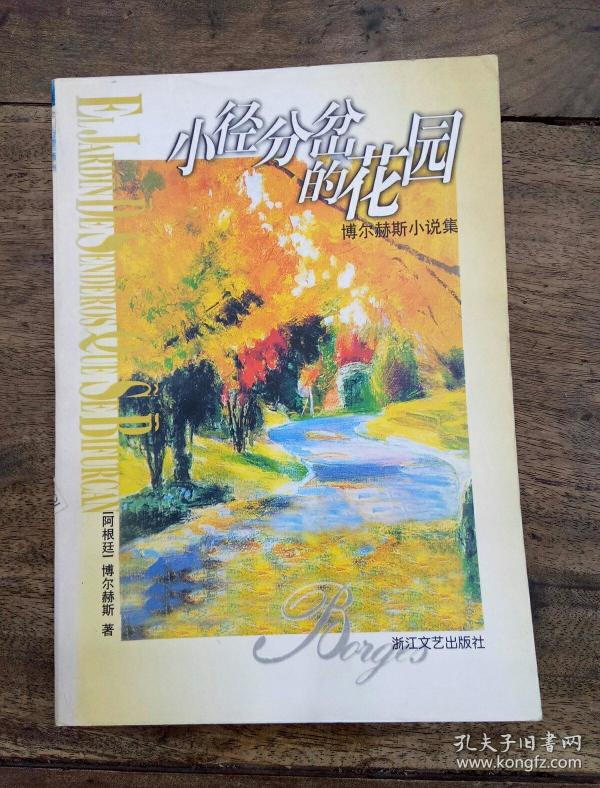 小径分岔
的花园
博尔赫斯小说集
EL JARDIN DE SENDEROS QUE SE BIFURCAN
[阿根廷] 博尔赫斯 著
Borges
浙江文艺出版社
孔夫子旧书网
www.kongfz.com